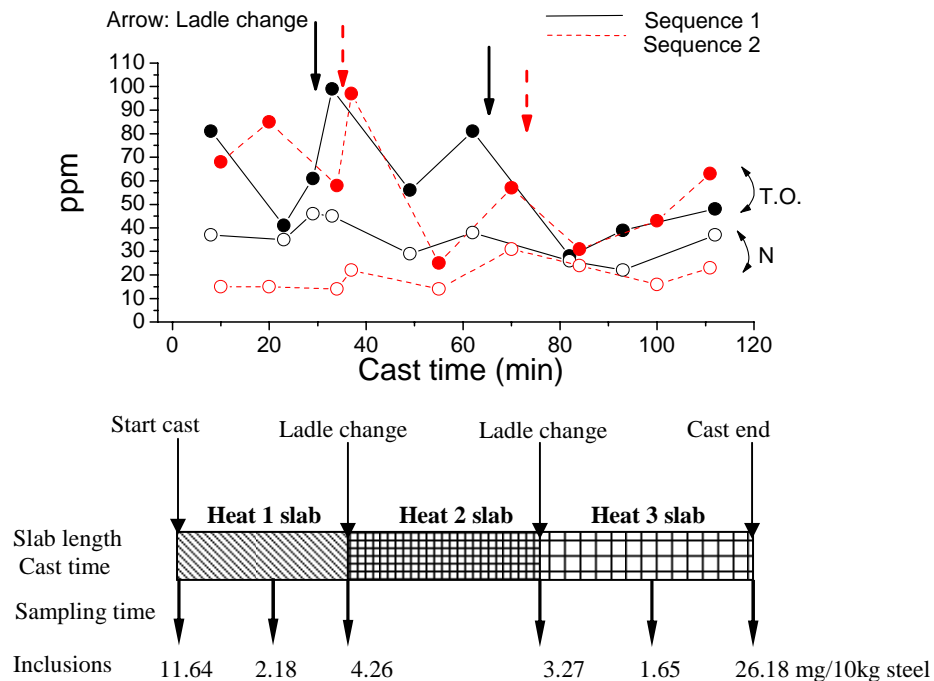 Arrow: Ladle change
Sequence 1
Sequence 2
110
100
90
80
70
60
50
40
30
20
10
0
ppm
T.O.
N
0 20 40 60 80 100 120
Cast time (min)
Start cast
Ladle change
Ladle change
Cast end
Heat 1 slab
Heat 2 slab
Heat 3 slab
Slab length
Cast time
Sampling time
Inclusions 11.64 2.18 4.26 3.27 1.65 26.18 mg/10kg steel